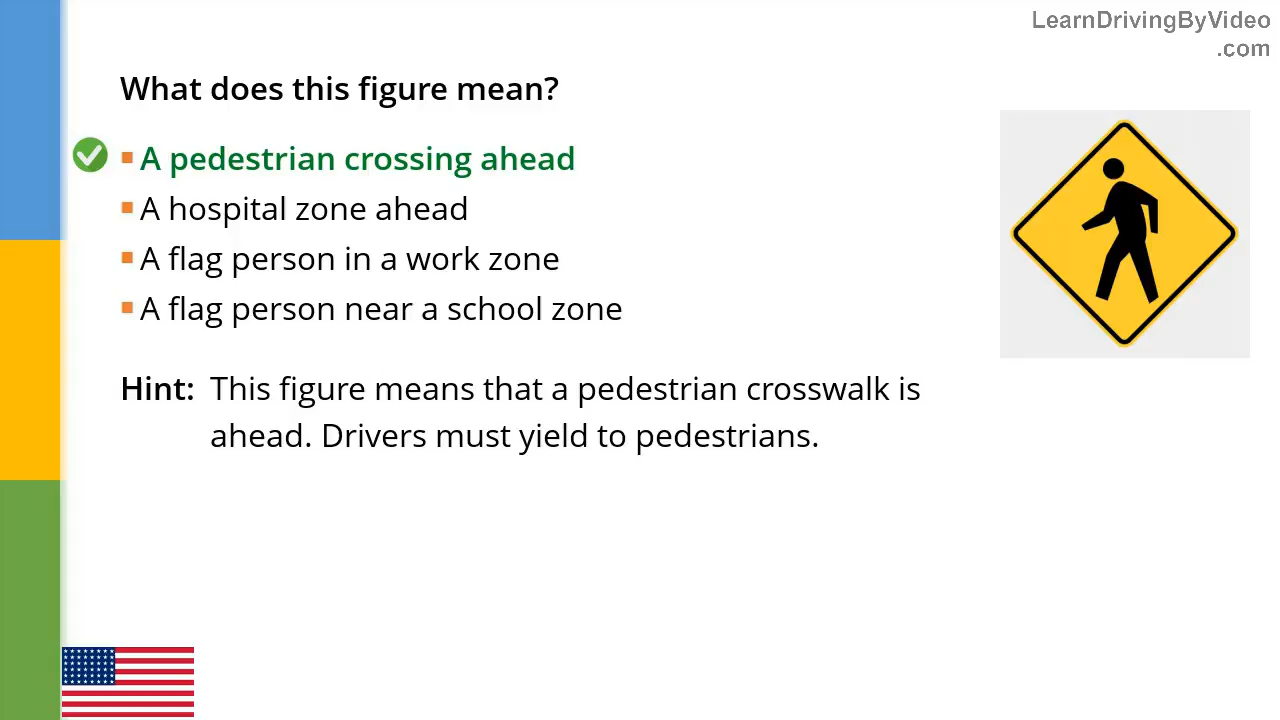 LearnDrivingByVideo
.com
What does this figure mean?
A pedestrian crossing ahead
A hospital zone ahead
A flag person in a work zone
A flag person near a school zone
Hint: This figure means that a pedestrian crosswalk is
ahead. Drivers must yield to pedestrians.